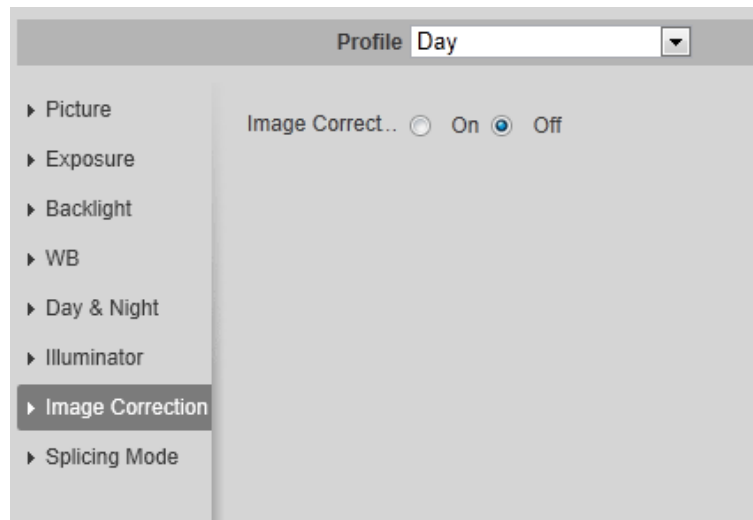 Profile Day
Picture
Image Correct.. On Off
Exposure
Backlight
WB
Day & Night
Illuminator
Image Correction
Splicing Mode